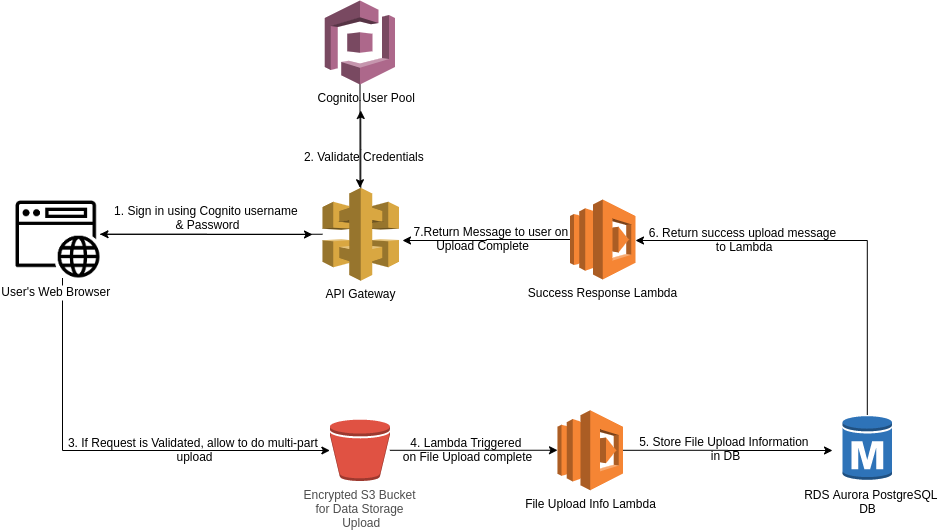 Cognito User Pool
2. Validate Credentials
1. Sign in using Cognito username
& Password
7.Return Message to user on
Upload Complete
6. Return success upload message
to Lambda
User's Web Browser
API Gateway
Success Response Lambda
3. If Request is Validated, allow to do multi-part
upload
4. Lambda Triggered
on File Upload complete
5. Store File Upload Information
in DB
Encrypted S3 Bucket
for Data Storage
Upload
File Upload Info Lambda
M
RDS Aurora PostgreSQL
DB